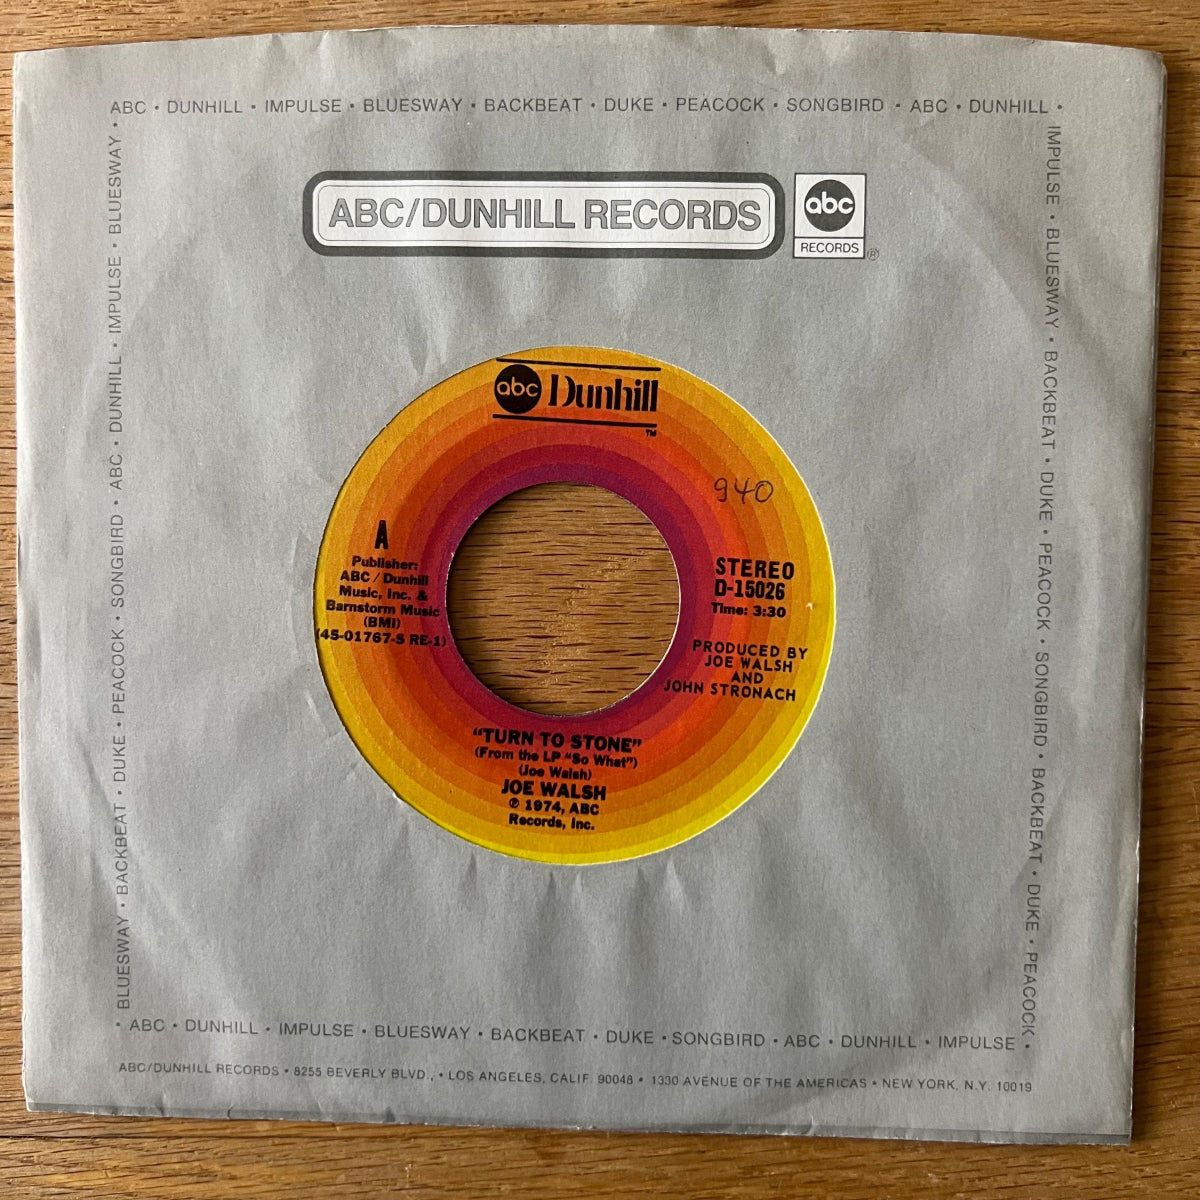 ABC • DUNHILL • IMPULSE • BLUESWAY • BACKBEAT • DUKE • PEACOCK • SONGBIRD • ABC • DUNHILL •
IMPULSE • BLUESWAY • BACKBEAT • DUKE • PEACOCK • SONGBIRD • BACKBEAT • DUKE • PEACOCK •
BLUESWAY • BACKBEAT • DUKE • PEACOCK • SONGBIRD • ABC • DUNHILL • IMPULSE • BLUESWAY •
ABC/DUNHILL RECORDS
abc
RECORDS
®
abc Dunhill
™
940
A
Publisher:
ABC / Dunhill
Music, Inc. &
Barnstorm Music
(BMI)
(45-01767-S RE-1)
STEREO
D-15026
Time: 3:30
PRODUCED BY
JOE WALSH
AND
JOHN STRONACH
"TURN TO STONE"
(From the LP "So What")
(Joe Walsh)
JOE WALSH
℗ 1974, ABC
Records, Inc.
• ABC • DUNHILL • IMPULSE • BLUESWAY • BACKBEAT • DUKE • SONGBIRD • ABC • DUNHILL • IMPULSE •
ABC/DUNHILL RECORDS • 8255 BEVERLY BLVD., • LOS ANGELES, CALIF. 90048 • 1330 AVENUE OF THE AMERICAS • NEW YORK, N.Y. 10019